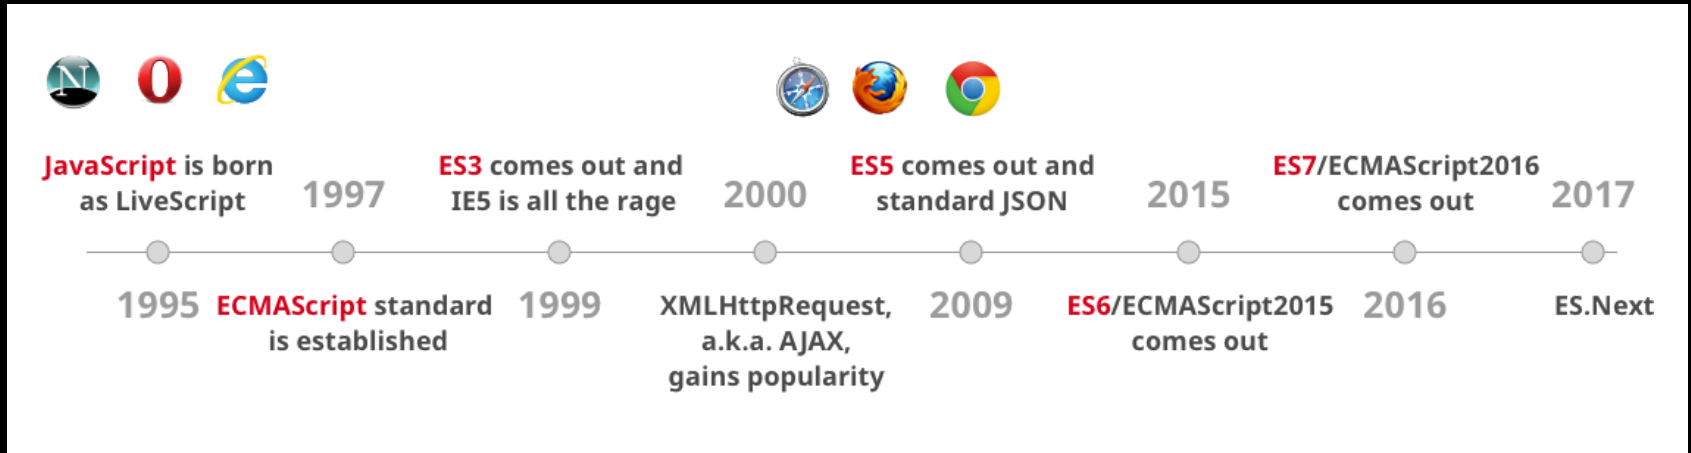 JavaScript is born
as LiveScript
1995
1997
ECMAScript standard
is established
ES3 comes out and
IE5 is all the rage
1999
2000
XMLHttpRequest,
a.k.a. AJAX,
gains popularity
ES5 comes out and
standard JSON
2009
2015
ES6/ECMAScript2015
comes out
ES7/ECMAScript2016
comes out
2016
2017
ES.Next